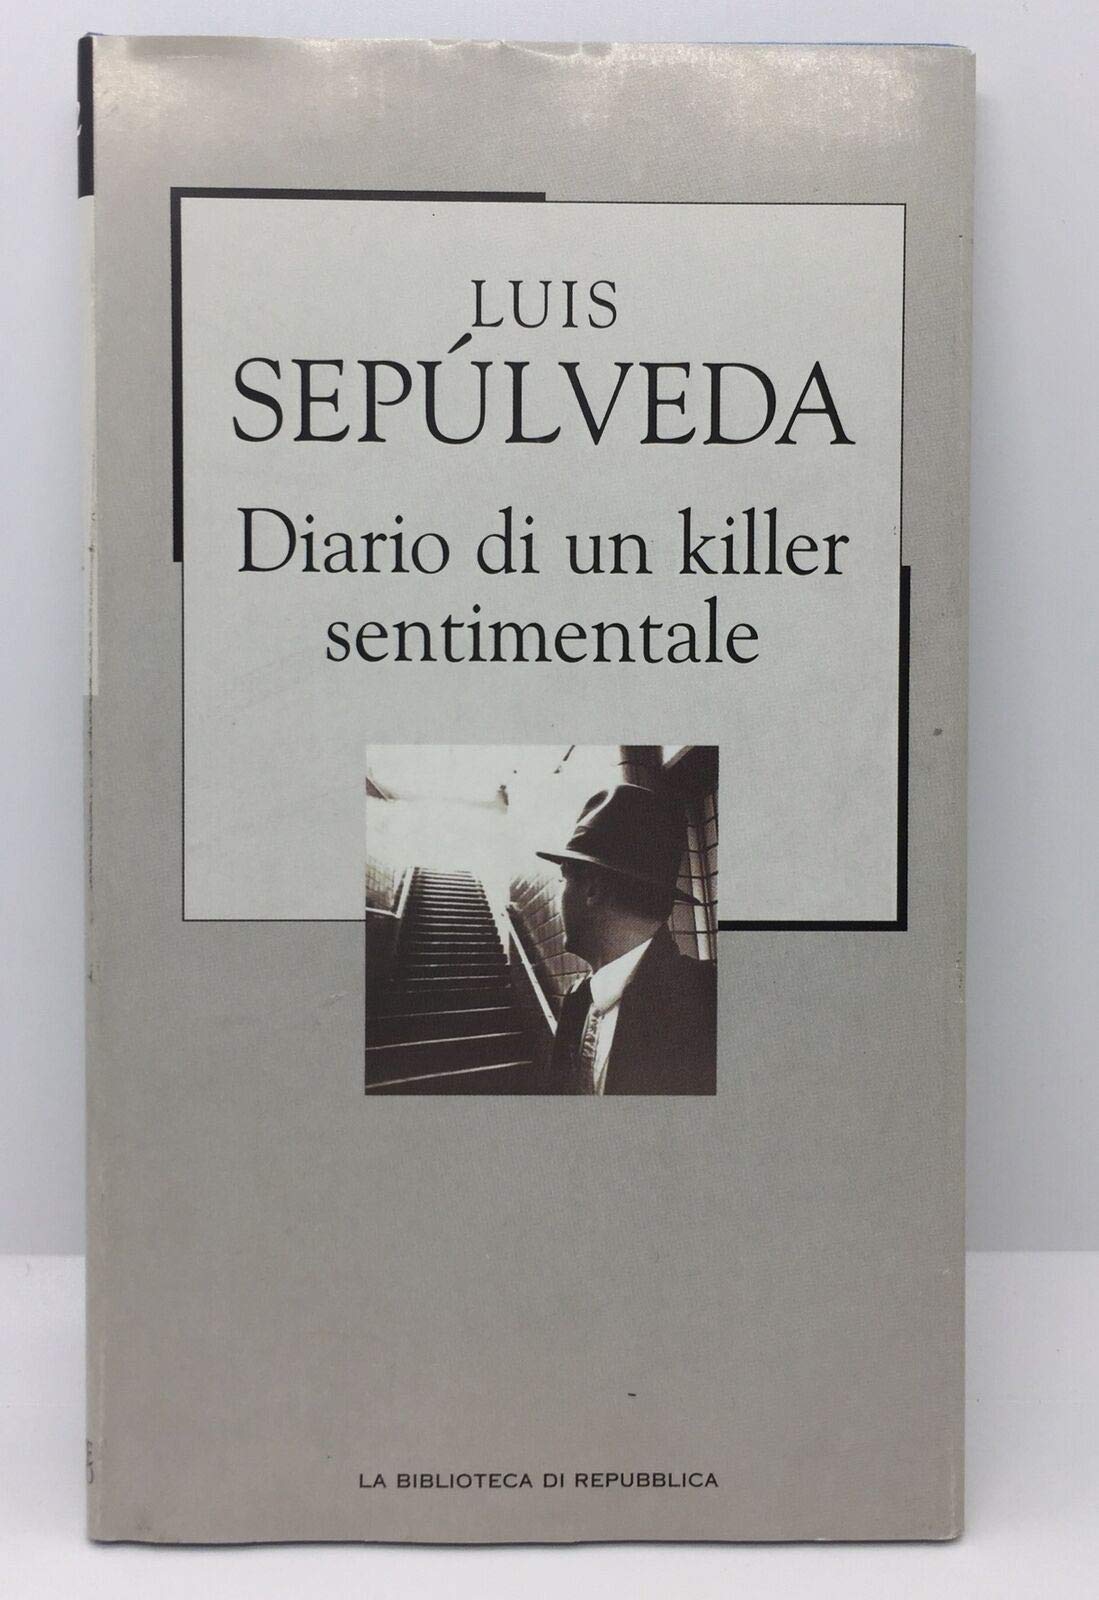 LUIS
SEPÚLVEDA
Diario di un killer
sentimentale
LA BIBLIOTECA DI REPUBBLICA